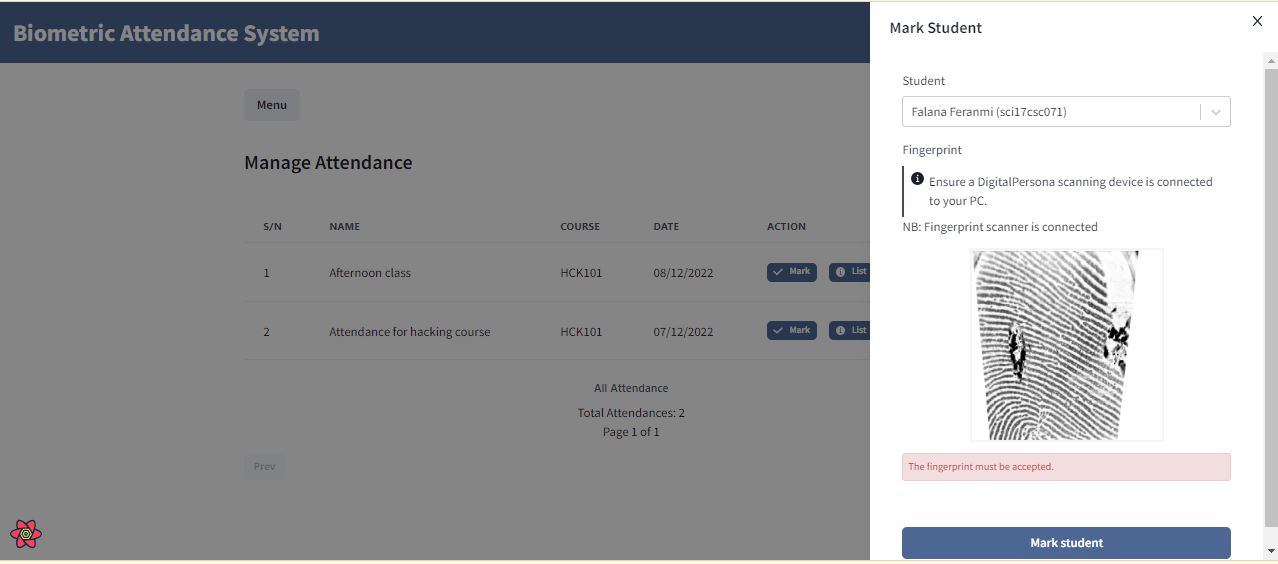 Biometric Attendance System
Menu
Manage Attendance
S/N NAME COURSE DATE ACTION
1 Afternoon class HCK101 08/12/2022 Mark List
2 Attendance for hacking course HCK101 07/12/2022 Mark List
All Attendance
Total Attendances: 2
Page 1 of 1
Prev
Mark Student
Student
Falana Feranmi (sci17csc071)
Fingerprint
Ensure a DigitalPersona scanning device is connected
to your PC.
NB: Fingerprint scanner is connected
The fingerprint must be accepted.
Mark student